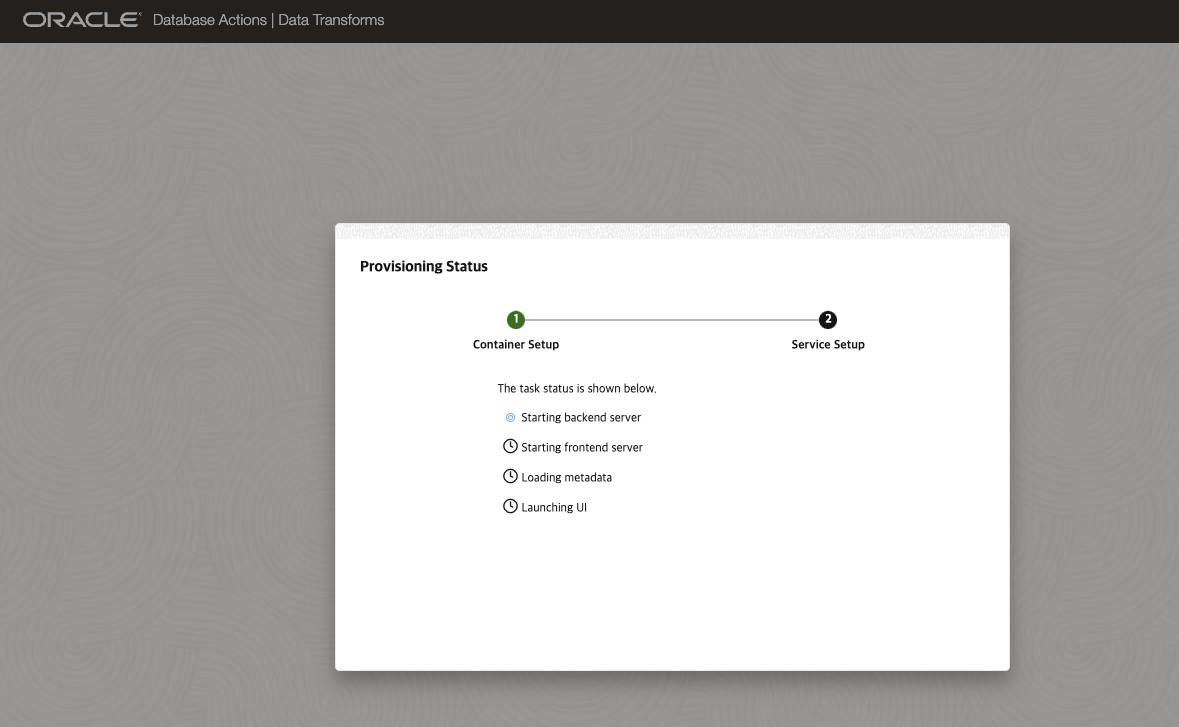 ORACLE Database Actions | Data Transforms
Provisioning Status
1 2
Container Setup Service Setup
The task status is shown below.
Starting backend server
Starting frontend server
Loading metadata
Launching UI